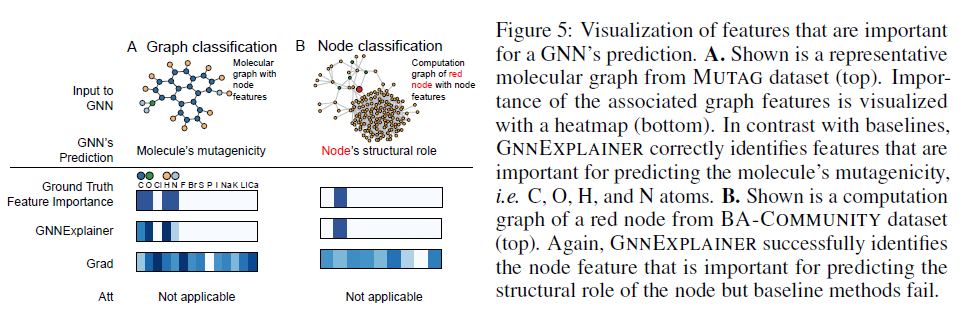 A Graph classification
B Node classification
Input to
GNN
Molecular
graph with
node
features
Computation
graph of red
node with node
features
GNN's
Prediction
Molecule's mutagenicity
Node's structural role
Ground Truth
Feature Importance
C O Cl H N F Br S P I Na K Li Ca
GNNExplainer
Grad
Att
Not applicable
Not applicable
Figure 5: Visualization of features that are important
for a GNN's prediction. A. Shown is a representative
molecular graph from MUTAG dataset (top). Impor-
tance of the associated graph features is visualized
with a heatmap (bottom). In contrast with baselines,
GNNEXPLAINER correctly identifies features that are
important for predicting the molecule's mutagenicity,
i.e. C, O, H, and N atoms. B. Shown is a computation
graph of a red node from BA-COMMUNITY dataset
(top). Again, GNNEXPLAINER successfully identifies
the node feature that is important for predicting the
structural role of the node but baseline methods fail.